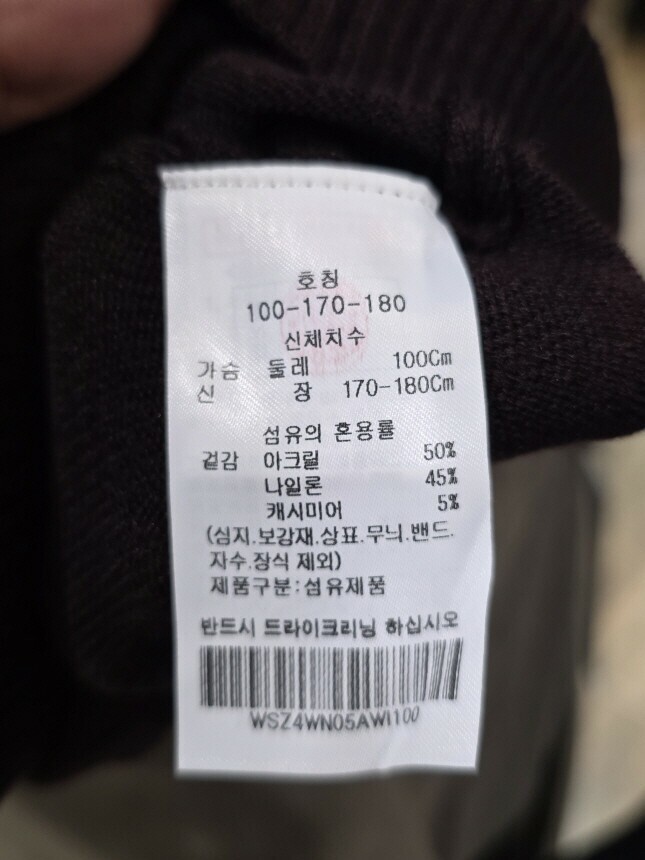 호칭
100-170-180
신체치수
가슴 둘레 100Cm
신 장 170-180Cm
섬유의 혼용률
겉감 아크릴 50%
나일론 45%
캐시미어 5%
(심지.보강재.상표.무늬.밴드.
자수.장식 제외)
제품구분:섬유제품
반드시 드라이크리닝 하십시오
WSZ4WN05AWI100